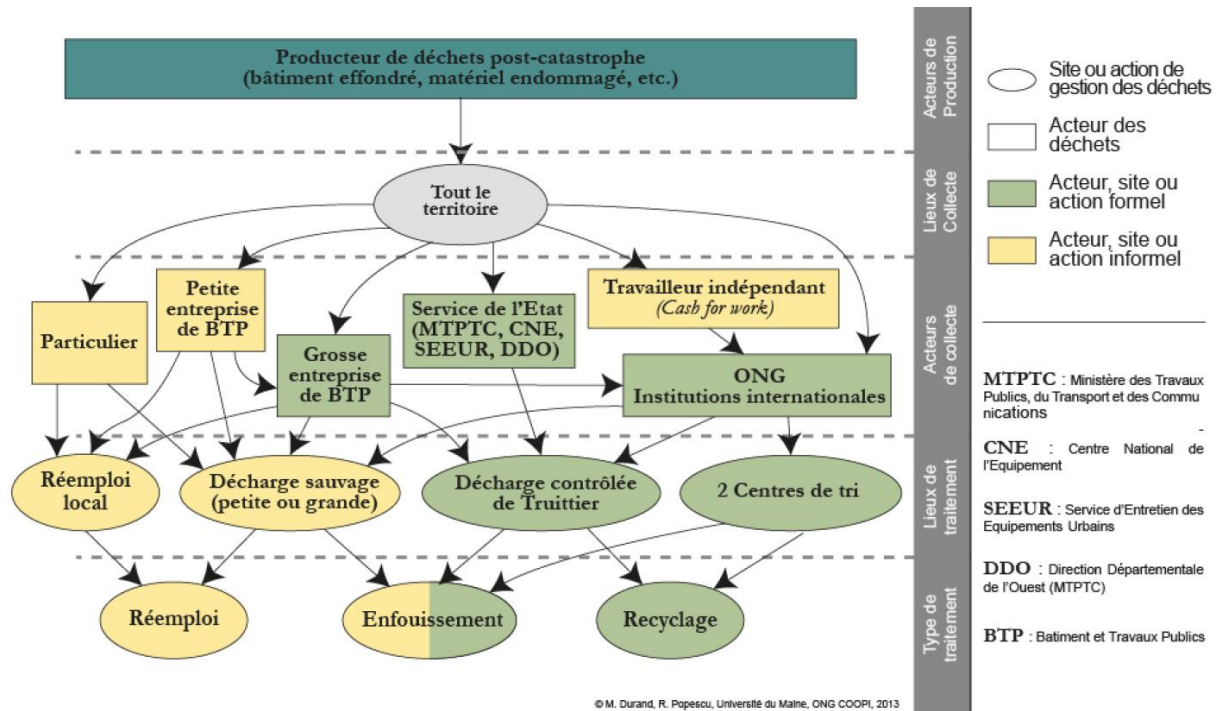 Producteur de déchets post-catastrophe
(bâtiment effondré, matériel endommagé, etc.)
Tout le
territoire
Particulier
Petite
entreprise
de BTP
Grosse
entreprise
de BTP
Service de l'Etat
(MTPTC, CNE,
SEEUR, DDO)
Travailleur indépendant
(Cash for work)
ONG
Institutions internationales
Réemploi
local
Décharge sauvage
(petite ou grande)
Décharge contrôlée
de Truittier
2 Centres de tri
Réemploi
Enfouissement
Recyclage
Acteurs de
Production
Lieux de
Collecte
Acteurs
de collecte
Lieux de
traitement
Type de
traitement
Site ou action de
gestion des déchets
Acteur des
déchets
Acteur, site ou
action formel
Acteur, site ou
action informel
MTPTC : Ministère des Travaux
Publics, du Transport et des Commu
nications
-
CNE : Centre National de
l'Equipement
SEEUR : Service d'Entretien des
Equipements Urbains
DDO : Direction Départementale
de l'Ouest (MTPTC)
BTP : Batiment et Travaux Publics
© M. Durand, R. Popescu, Université du Maine, ONG COOPI, 2013